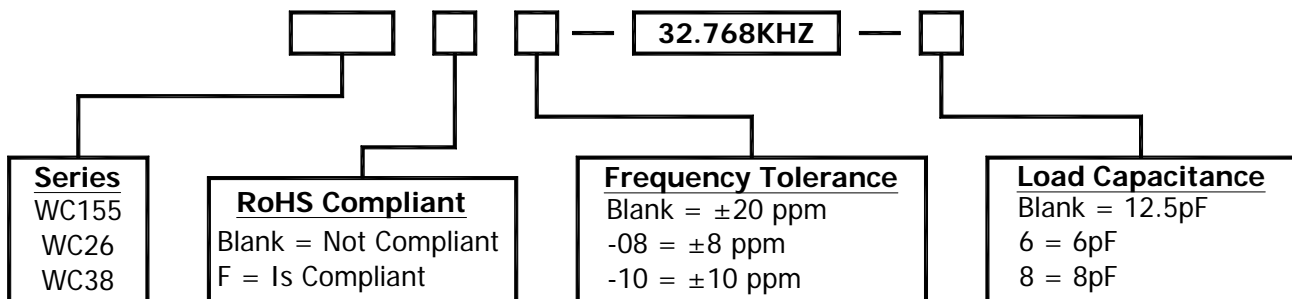 32.768KHZ
Series
WC155
WC26
WC38
RoHS Compliant
Blank = Not Compliant
F = Is Compliant
Frequency Tolerance
Blank = ±20 ppm
-08 = ±8 ppm
-10 = ±10 ppm
Load Capacitance
Blank = 12.5pF
6 = 6pF
8 = 8pF